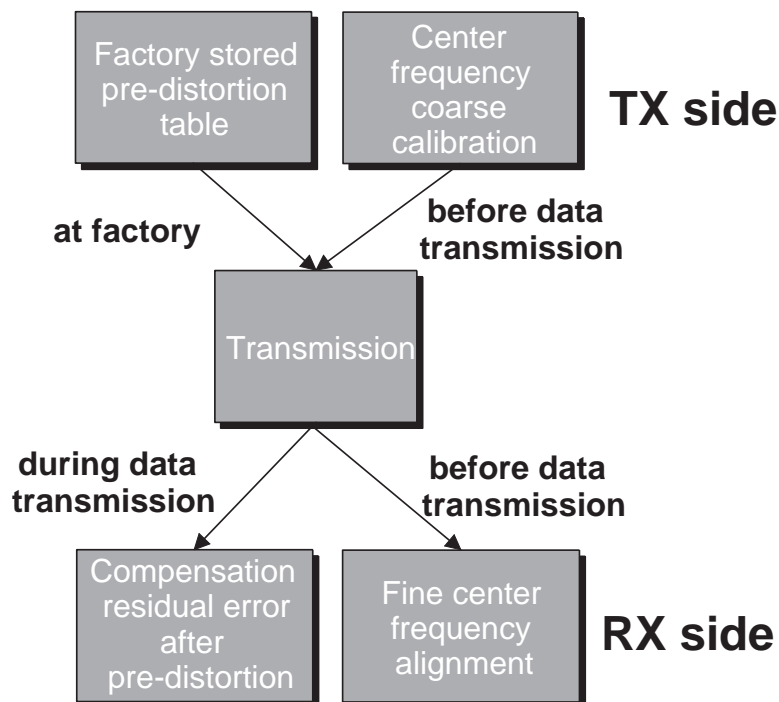 Factory stored
pre-distortion
table
Center
frequency
coarse
calibration
TX side
at factory
before data
transmission
Transmission
during data
transmission
before data
transmission
Compensation
residual error
after
pre-distortion
Fine center
frequency
alignment
RX side